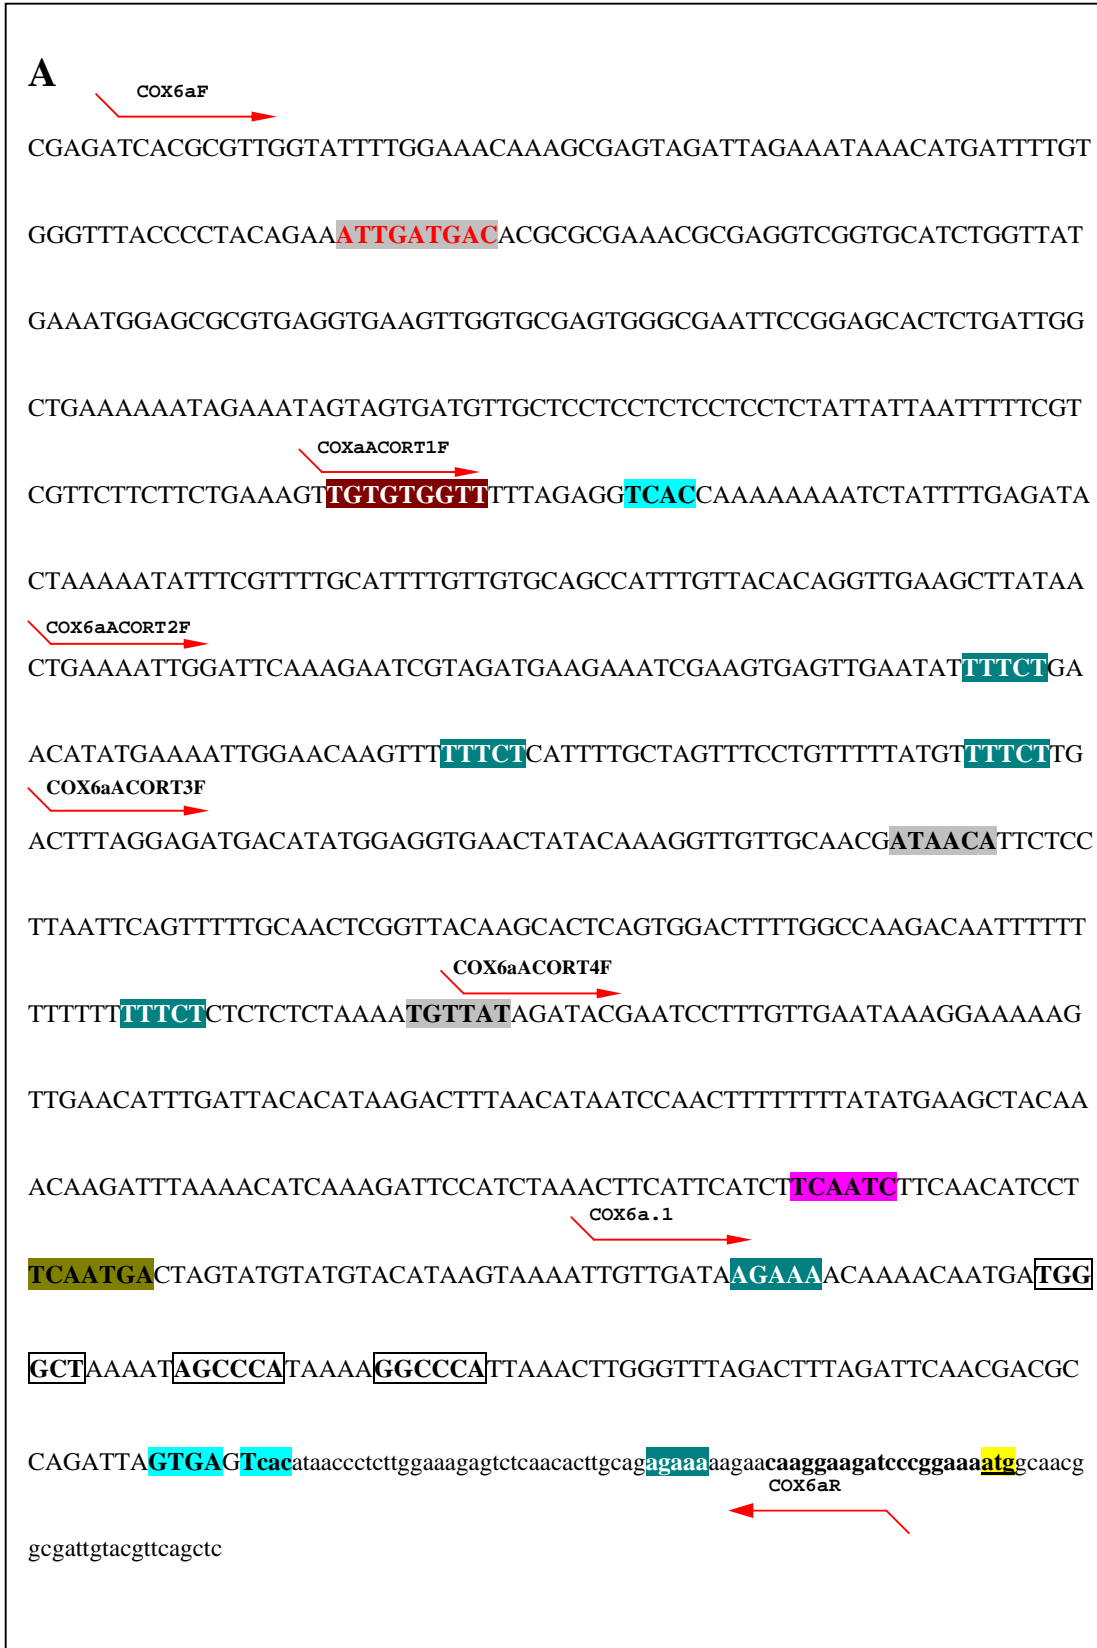 A
COX6aF
CGAGATCACGCGTTGGTATTTTGGAAACAAAGCGAGTAGATTAGAAATAAACATGATTTTGT
GGGTTTACCCCTACAGAAATTGATGACACGCGCGAAACGCGAGGTCGGTGCATCTGGTTAT
GAAATGGAGCGCGTGAGGTGAAGTTGGTGCGAGTGGGCGAATTCCGGAGCACTCTGATTGG
CTGAAAAAATAGAAATAGTAGTGATGTTGCTCCTCCTCTCCTCCTCTATTATTAATTTTTCGT
COXaACORT1F
CGTTCTTCTTCTGAAAGTTGTGTGGTTTTTAGAGGTCACCAAAAAAAATCTATTTTGAGATA
CTAAAAATATTTCGTTTTGCATTTTGTTGTGCAGCCATTTGTTACACAGGTTGAAGCTTATAA
COX6aACORT2F
CTGAAAATTGGATTCAAAGAATCGTAGATGAAGAAATCGAAGTGAGTTGAATATTTTCTGA
ACATATGAAAATTGGAACAAGTTTTTTCTCATTTTGCTAGTTTCCTGTTTTTATGTTTTCTTG
COX6aACORT3F
ACTTTAGGAGATGACATATGGAGGTGAACTATACAAAGGTTGTTGCAACGATAACATTCTCC
TTAATTCAGTTTTTGCAACTCGGTTACAAGCACTCAGTGGACTTTTGGCCAAGACAATTTTTT
COX6aACORT4F
TTTTTTTTTCTCTCTCTCTAAAATGTTATAGATACGAATCCTTTGTTGAATAAAGGAAAAAG
TTGAACATTTGATTACACATAAGACTTTAACATAATCCAACTTTTTTTTATATGAAGCTACAA
ACAAGATTTAAAACATCAAAGATTCCATCTAAACTTCATTCATCTTCAATCTTCAACATCCT
COX6a.1
TCAATGACTAGTATGTATGTACATAAGTAAAATTGTTGATAAGAAAACAAAACAATGATGG
GCTAAAATAGCCCATAAAAGGCCCATTAAACTTGGGTTTAGACTTTAGATTCAACGACGC
CAGATTAGTGAGTcacataaccctcttggaaagagtctcaacacttgcagagaaaaagaacaaggaagatcccggaaaatggcaacg
COX6aR
gcgattgtacgttcagctc